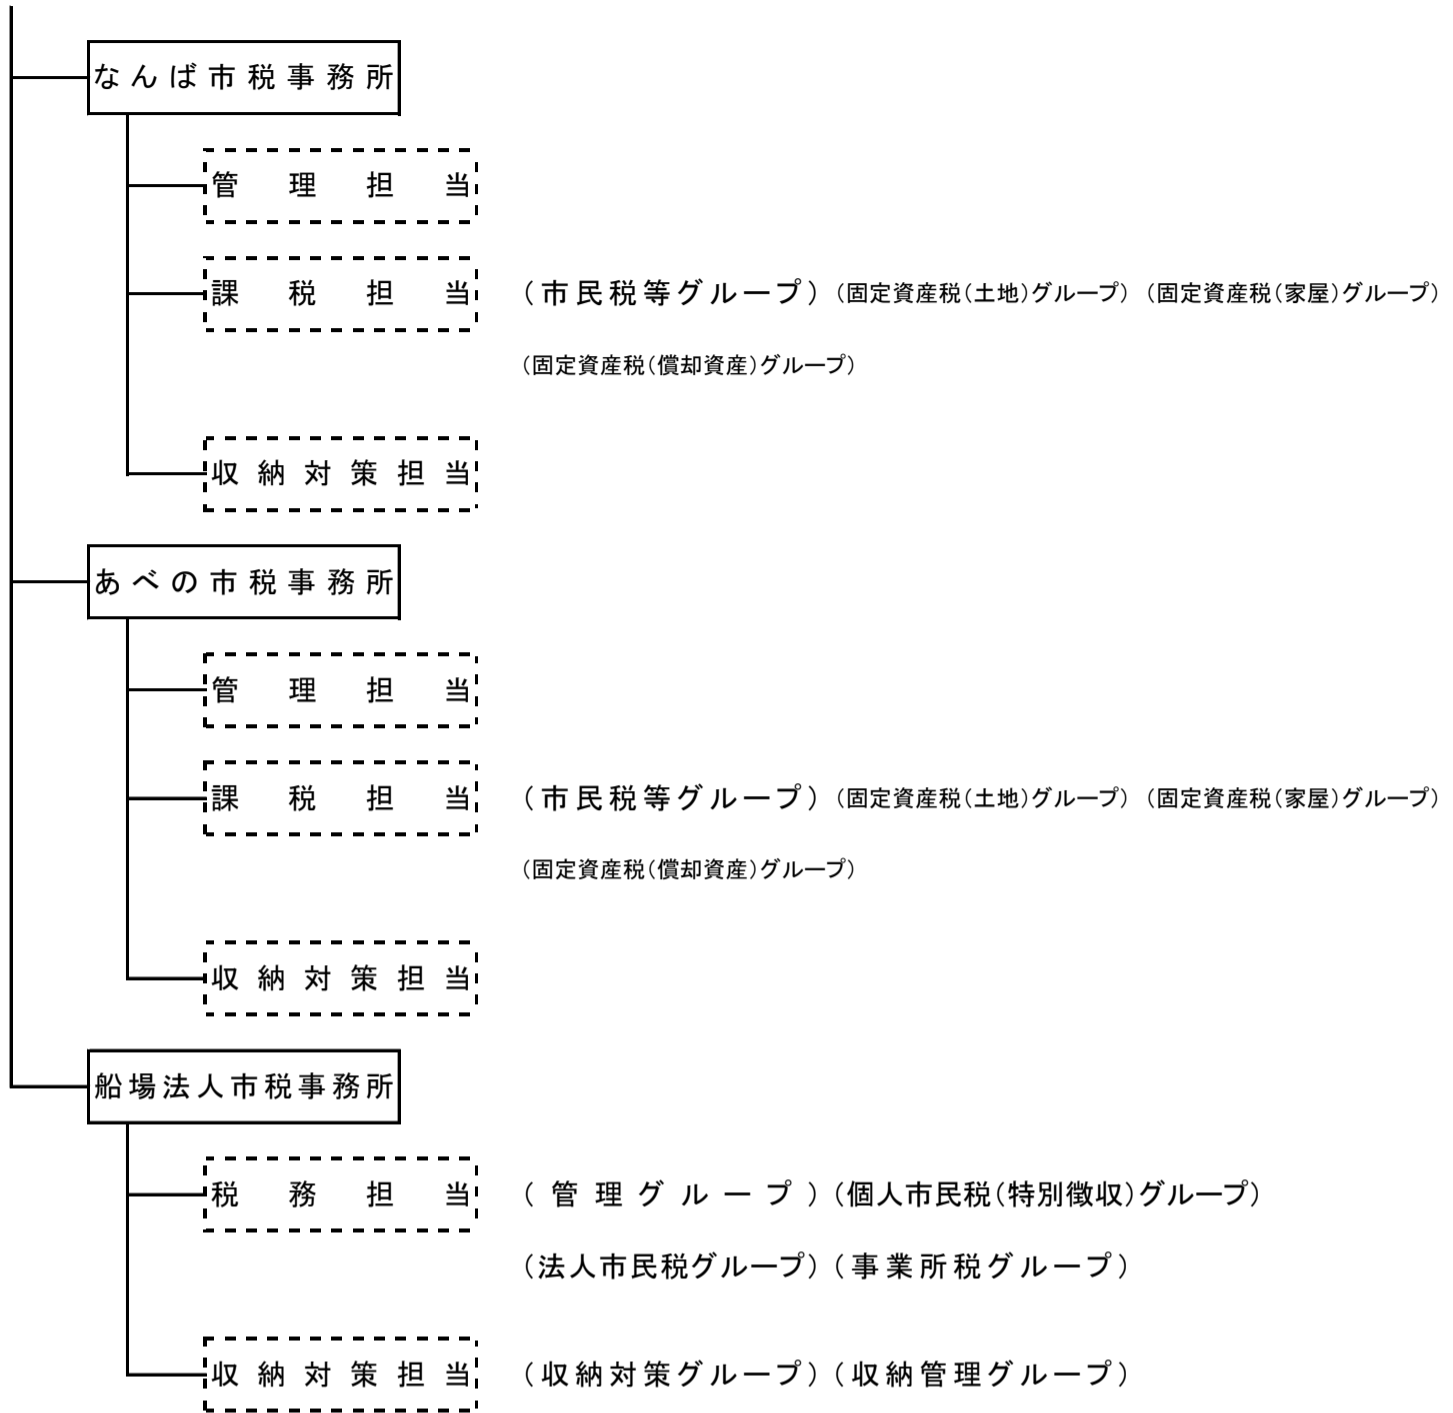 なんば市税事務所
管理担当
課税担当 (市民税等グループ) (固定資産税(土地)グループ) (固定資産税(家屋)グループ)
(固定資産税(償却資産)グループ)
収納対策担当
あべの市税事務所
管理担当
課税担当 (市民税等グループ) (固定資産税(土地)グループ) (固定資産税(家屋)グループ)
(固定資産税(償却資産)グループ)
収納対策担当
船場法人市税事務所
税務担当 (管理グループ) (個人市民税(特別徴収)グループ)
(法人市民税グループ) (事業所税グループ)
収納対策担当 (収納対策グループ) (収納管理グループ)